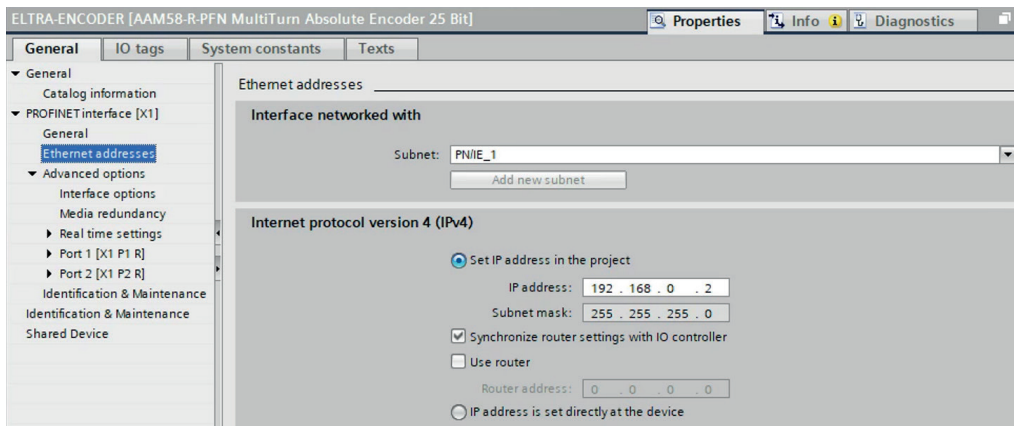 ELTRA-ENCODER [AAM58-R-PFN MultiTurn Absolute Encoder 25 Bit]
Properties
Info
Diagnostics
General
IO tags
System constants
Texts
General
Catalog information
PROFINET interface [X1]
General
Ethernet addresses
Advanced options
Interface options
Media redundancy
Real time settings
Port 1 [X1 P1 R]
Port 2 [X1 P2 R]
Identification & Maintenance
Identification & Maintenance
Shared Device
Ethernet addresses
Interface networked with
Subnet: PN/IE_1
Add new subnet
Internet protocol version 4 (IPv4)
Set IP address in the project
IP address: 192 . 168 . 0 . 2
Subnet mask: 255 . 255 . 255 . 0
Synchronize router settings with IO controller
Use router
Router address: 0 . 0 . 0 . 0
IP address is set directly at the device